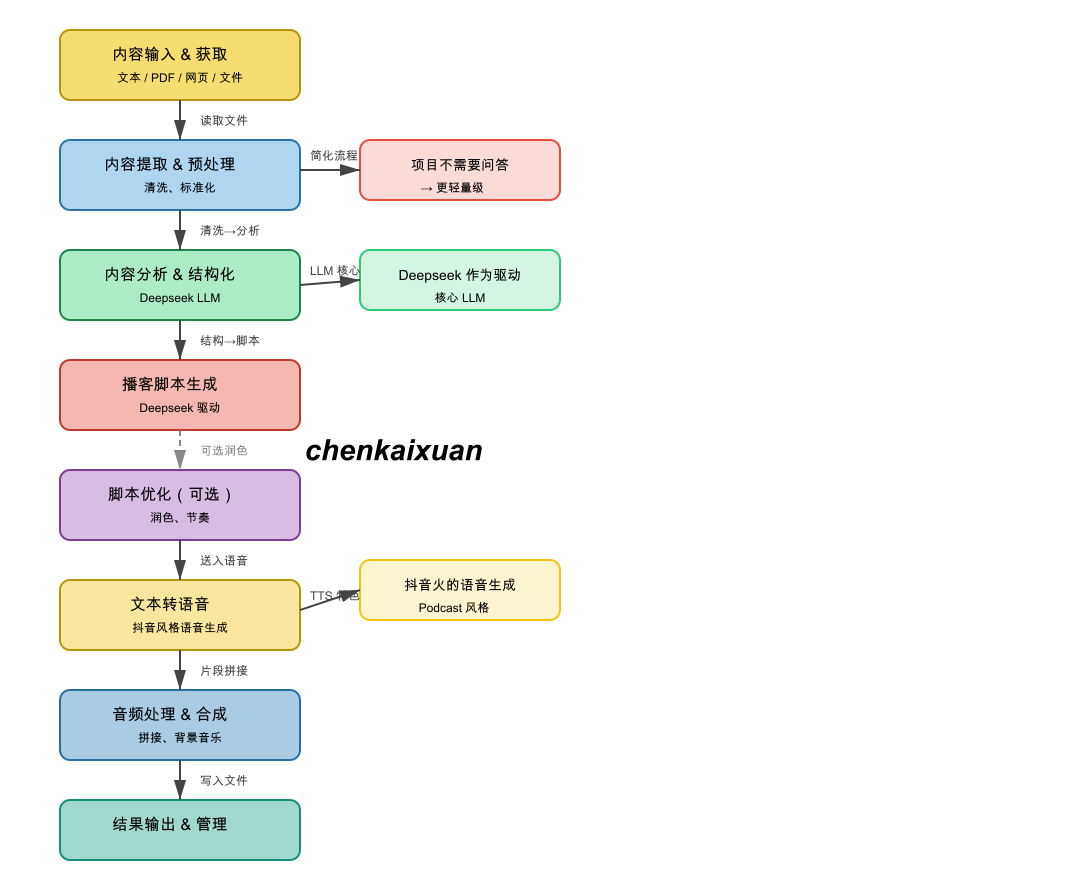 内容输入 & 获取
文本 / PDF / 网页 / 文件
读取文件
内容提取 & 预处理
清洗、标准化
简化流程
项目不需要问答
→ 更轻量级
清洗→分析
内容分析 & 结构化
Deepseek LLM
LLM 核心
Deepseek 作为驱动
核心 LLM
结构→脚本
播客脚本生成
Deepseek 驱动
可选润色
chenkaixuan
脚本优化 ( 可选 )
润色、节奏
送入语音
文本转语音
抖音风格语音生成
TTS 特色
抖音火的语音生成
Podcast 风格
片段拼接
音频处理 & 合成
拼接、背景音乐
写入文件
结果输出 & 管理